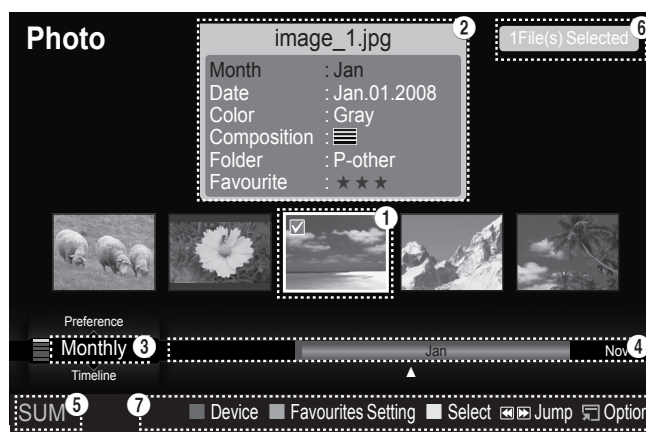 Photo
image_1.jpg
2
1File(s) Selected
6
Month : Jan
Date : Jan.01.2008
Color : Gray
Composition :
Folder : P-other
Favourite : ★★★
1
Preference
Monthly
3
Jan
Nov
4
Timeline
SUM
5
7
Device
Favourites Setting
Select
Jump
Option